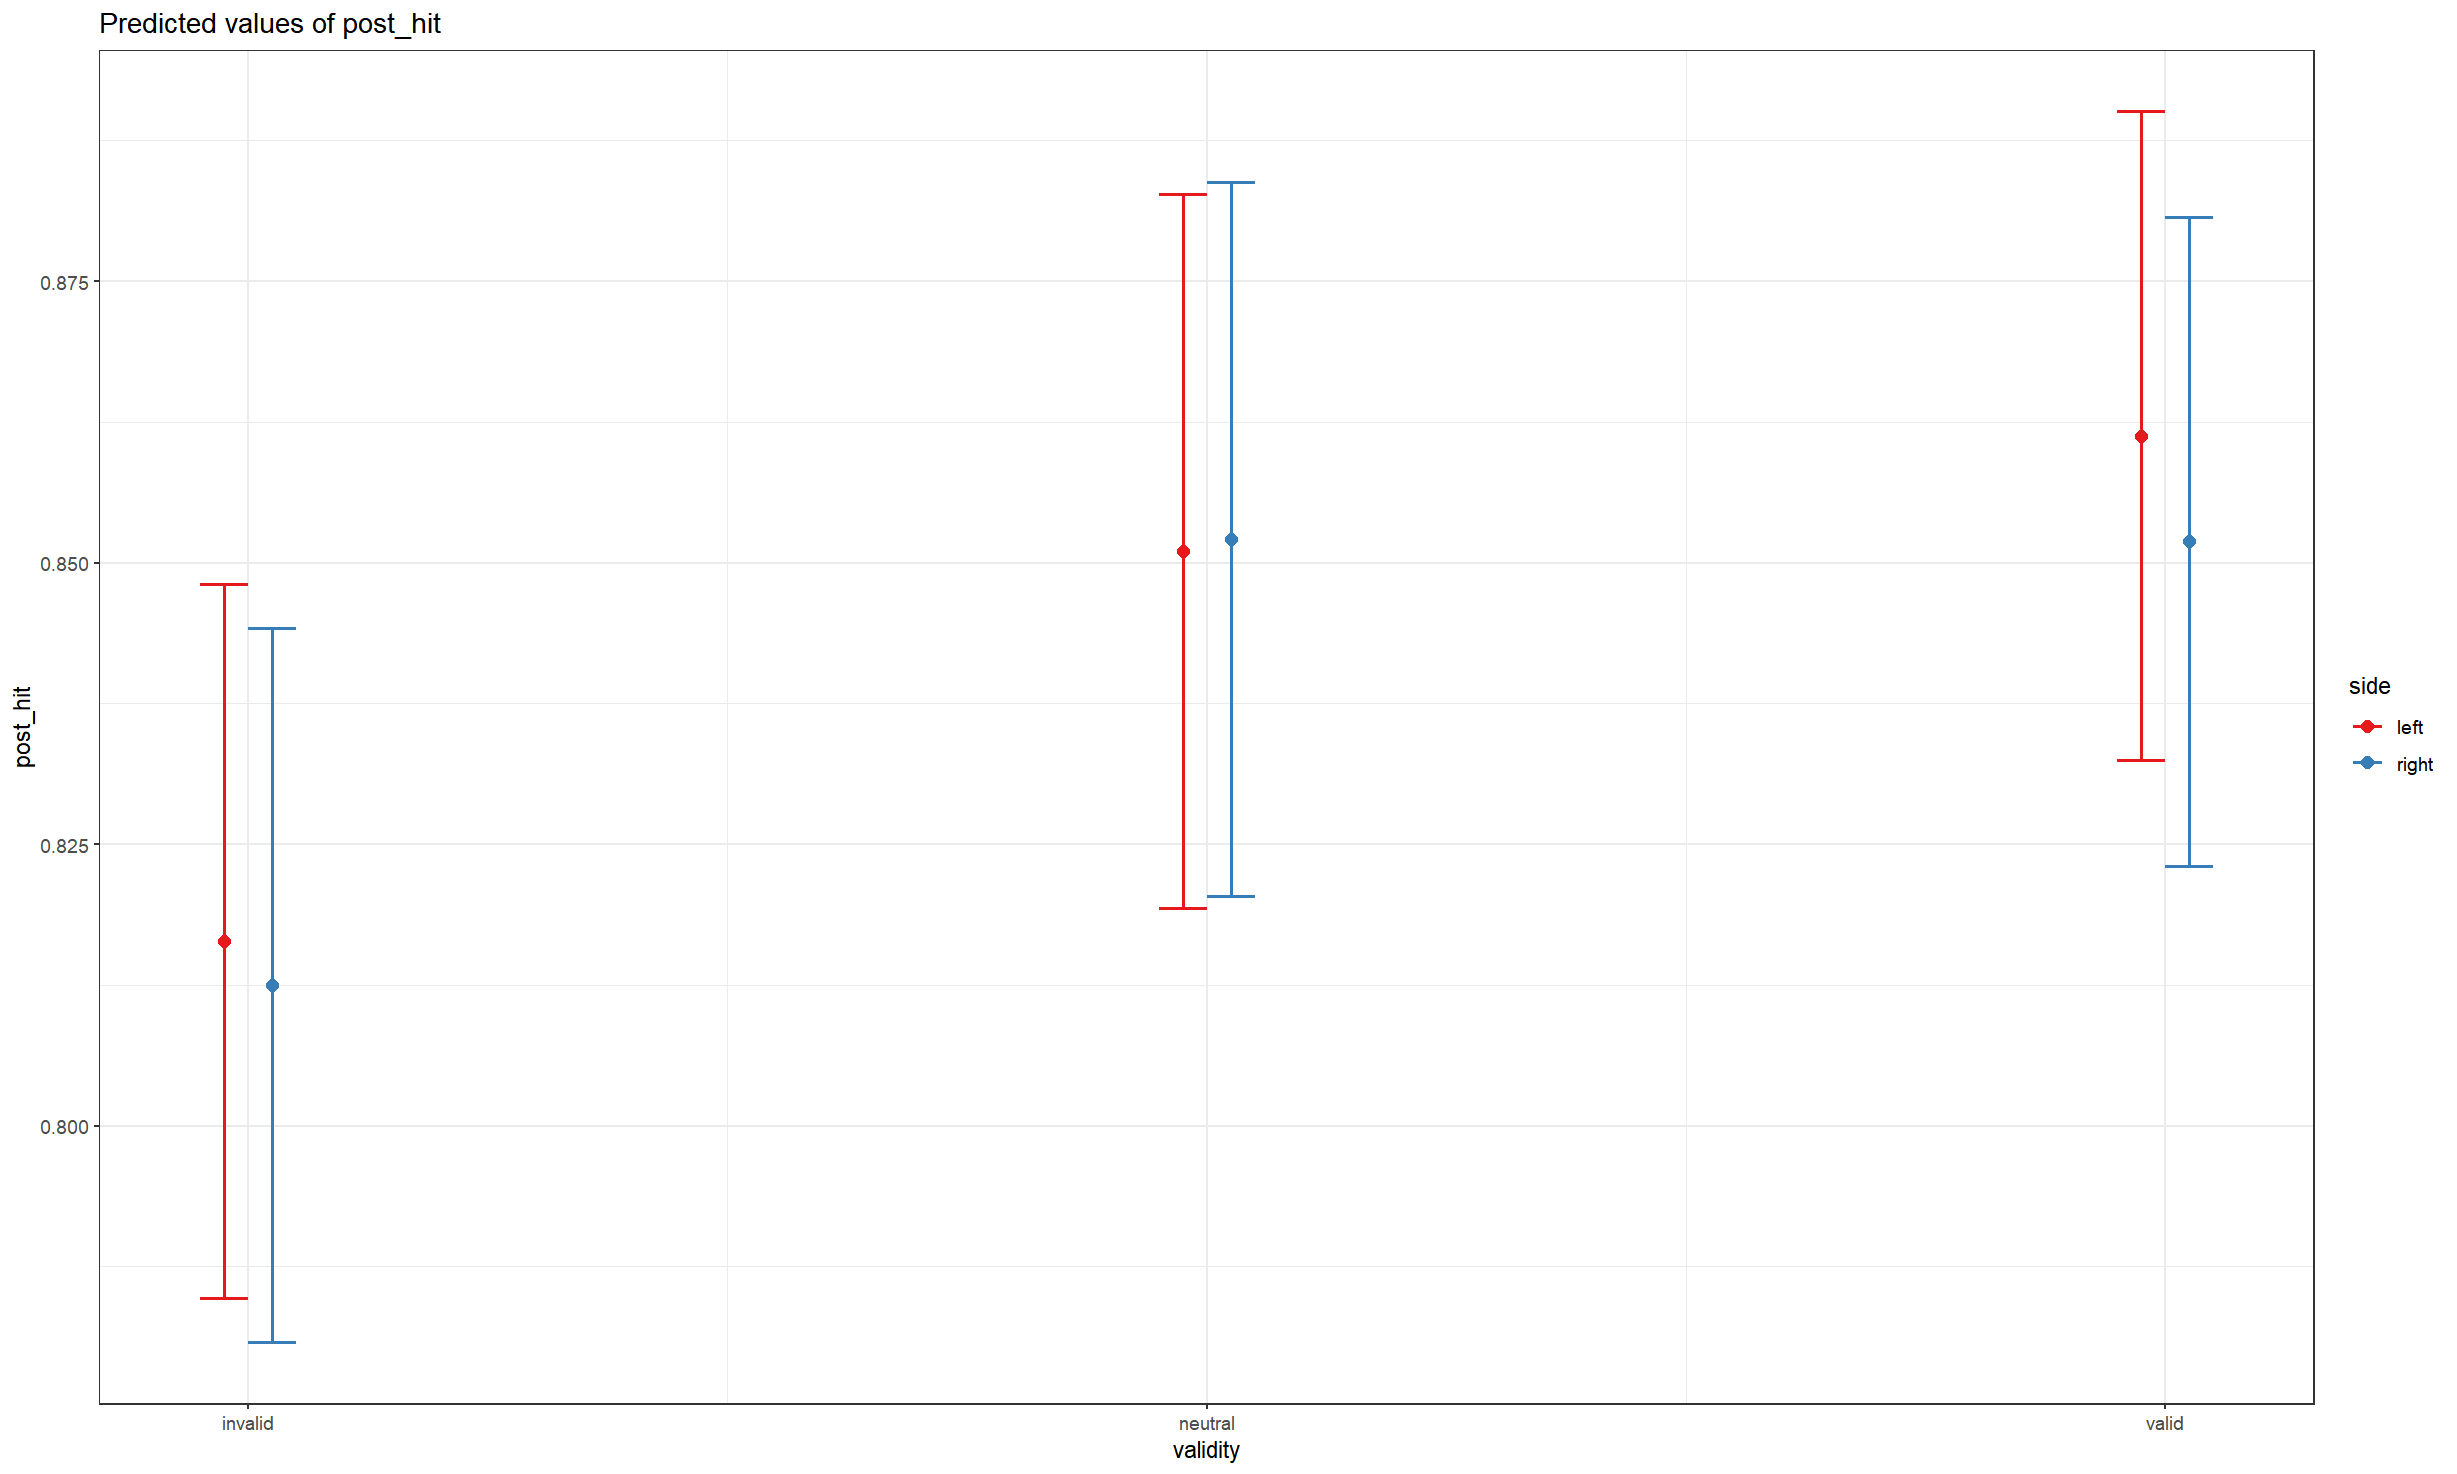 Predicted values of post_hit
0.875
0.850
0.825
0.800
post_hit
invalid
neutral
valid
validity
side
left
right